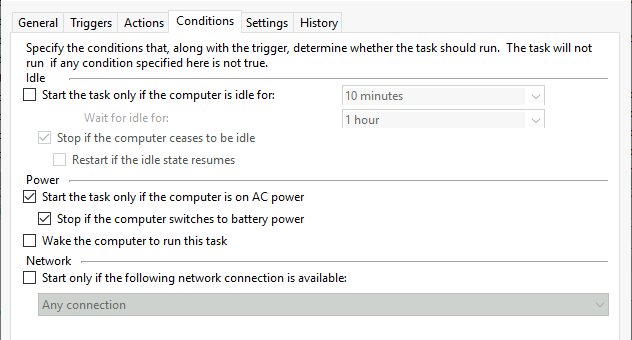 General Triggers Actions Conditions Settings History
Specify the conditions that, along with the trigger, determine whether the task should run. The task will not
run if any condition specified here is not true.
Idle
Start the task only if the computer is idle for: 10 minutes
Wait for idle for: 1 hour
Stop if the computer ceases to be idle
Restart if the idle state resumes
Power
Start the task only if the computer is on AC power
Stop if the computer switches to battery power
Wake the computer to run this task
Network
Start only if the following network connection is available:
Any connection